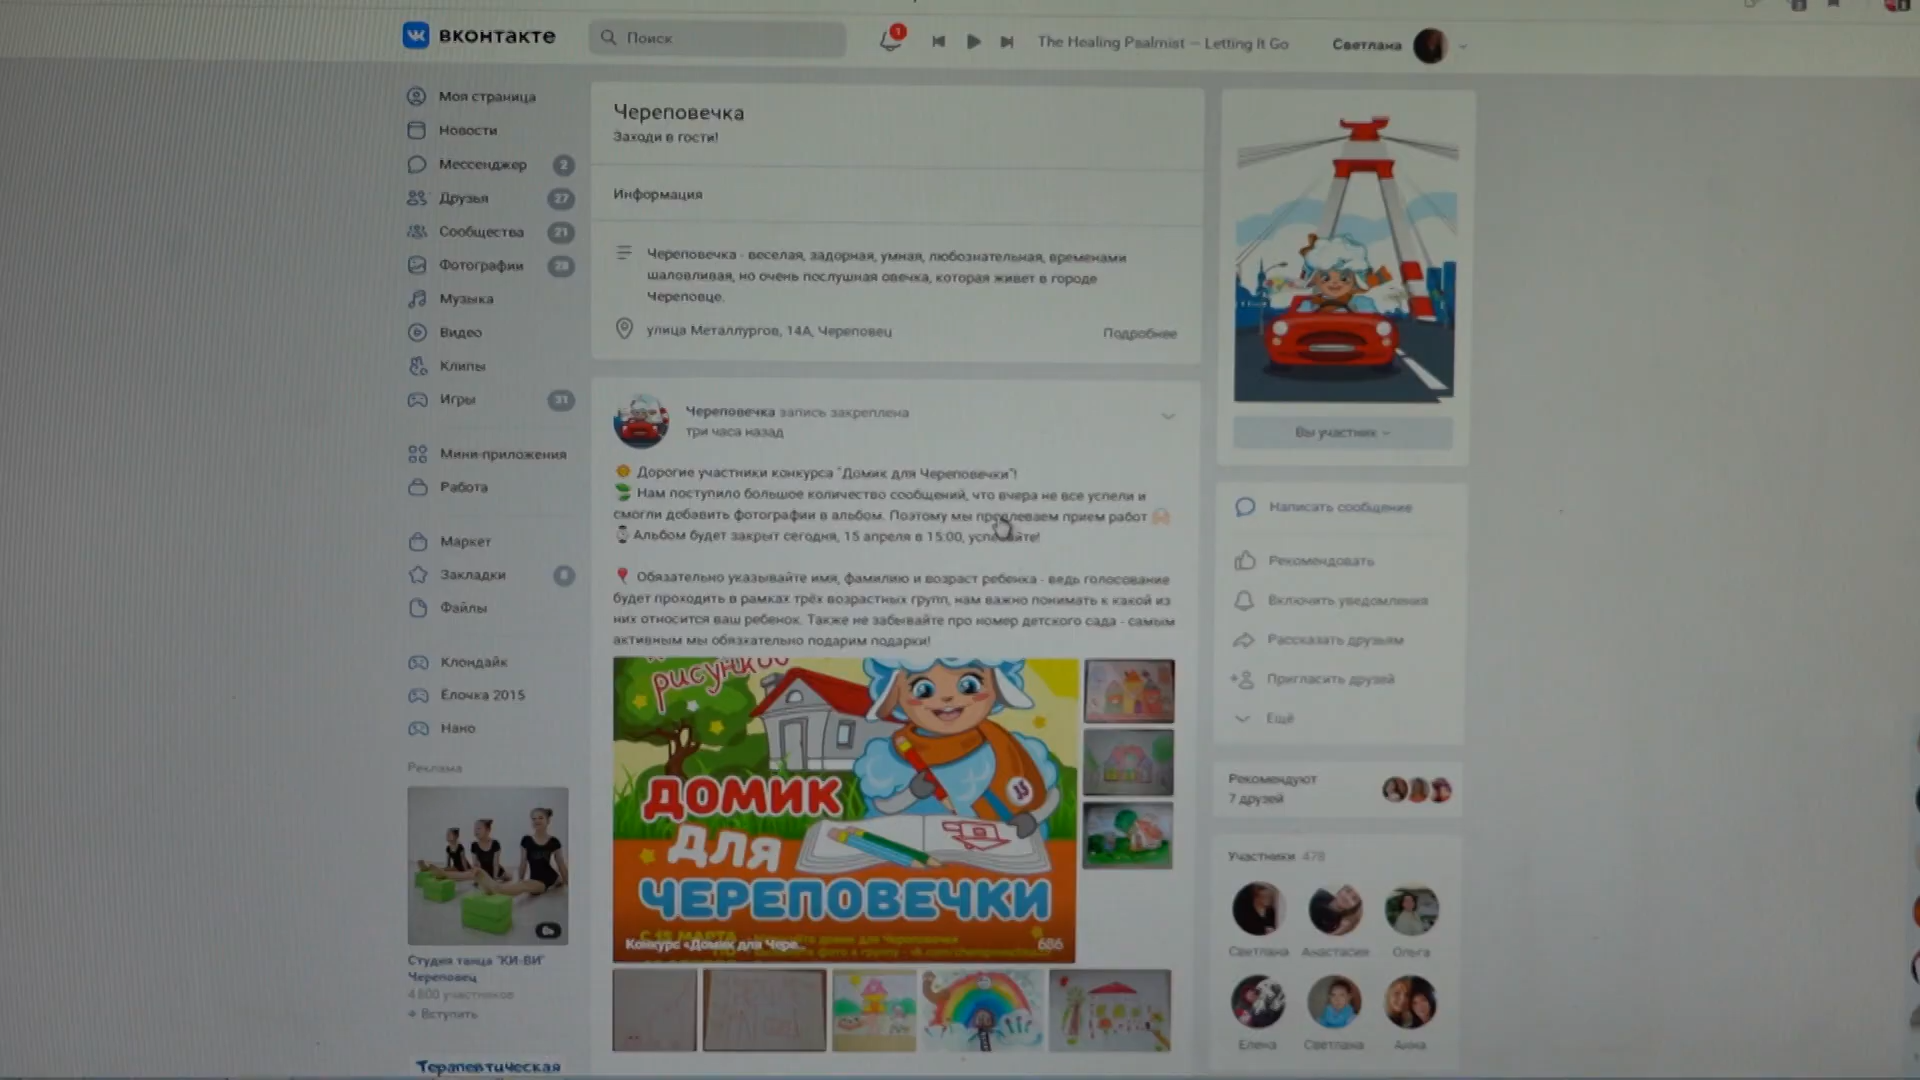 вконтакте
Поиск
1
The Healing Psalmist – Letting It Go
Светлана
Моя страница
Новости
Мессенджер 2
Друзья 27
Сообщества 21
Фотографии 28
Музыка
Видео
Клипы
Игры 31
Мини-приложения
Работа
Маркет
Закладки 8
Файлы
Клондайк
Ёлочка 2015
Нано
Реклама
Студия танца "КИ-ВИ"
Череповец
4 800 участников
+ Вступить
Терапевтическая
Череповечка
Заходи в гости!
Информация
Череповечка - веселая, задорная, умная, любознательная, временами
шаловливая, но очень послушная овечка, которая живет в городе
Череповце.
улица Металлургов, 14А, Череповец
Подробнее
Череповечка запись закреплена
три часа назад
Дорогие участники конкурса "Домик для Череповечки"!
Нам поступило большое количество сообщений, что вчера не все успели и
смогли добавить фотографии в альбом. Поэтому мы продлеваем прием работ
Альбом будет закрыт сегодня, 15 апреля в 15:00, успевайте!
Обязательно указывайте имя, фамилию и возраст ребенка - ведь голосование
будет проходить в рамках трёх возрастных групп, нам важно понимать к какой из
них относится ваш ребенок. Также не забывайте про номер детского сада - самым
активным мы обязательно подарим подарки!
рисунков
ДОМИК
ДЛЯ
ЧЕРЕПОВЕЧКИ
С 15 МАРТА
Конкурс «Домик для Чере...
686
Вы участник
Написать сообщение
Рекомендовать
Включить уведомления
Рассказать друзьям
Пригласить друзей
Ещё
Рекомендуют
7 друзей
Участники 478
Светлана Анастасия Ольга
Елена Светлана Анна